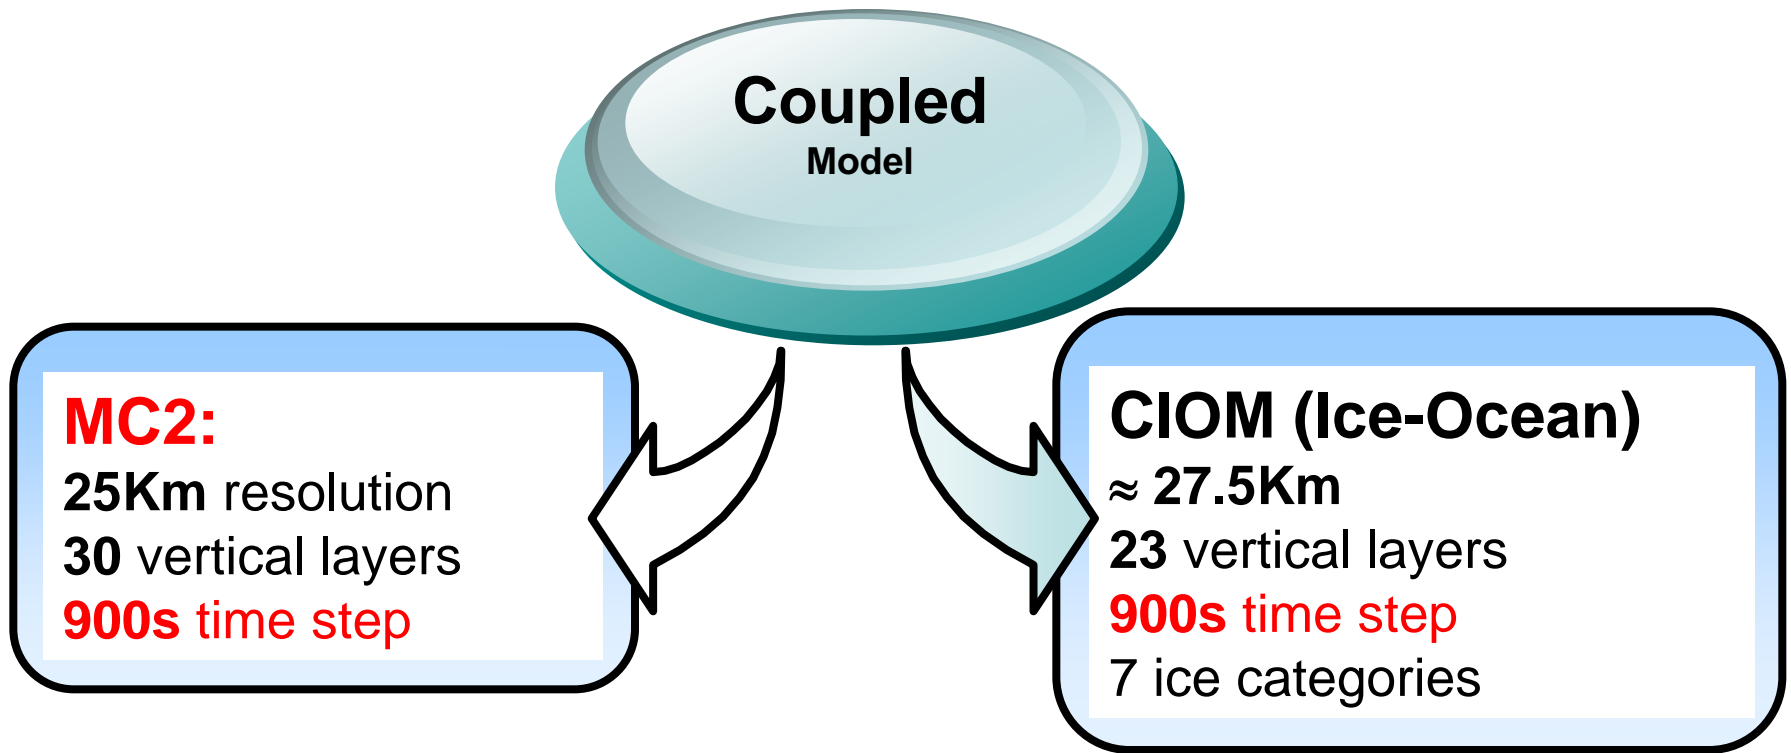 Coupled
Model
MC2:
25Km resolution
30 vertical layers
900s time step
CIOM (Ice-Ocean)
≈ 27.5Km
23 vertical layers
900s time step
7 ice categories